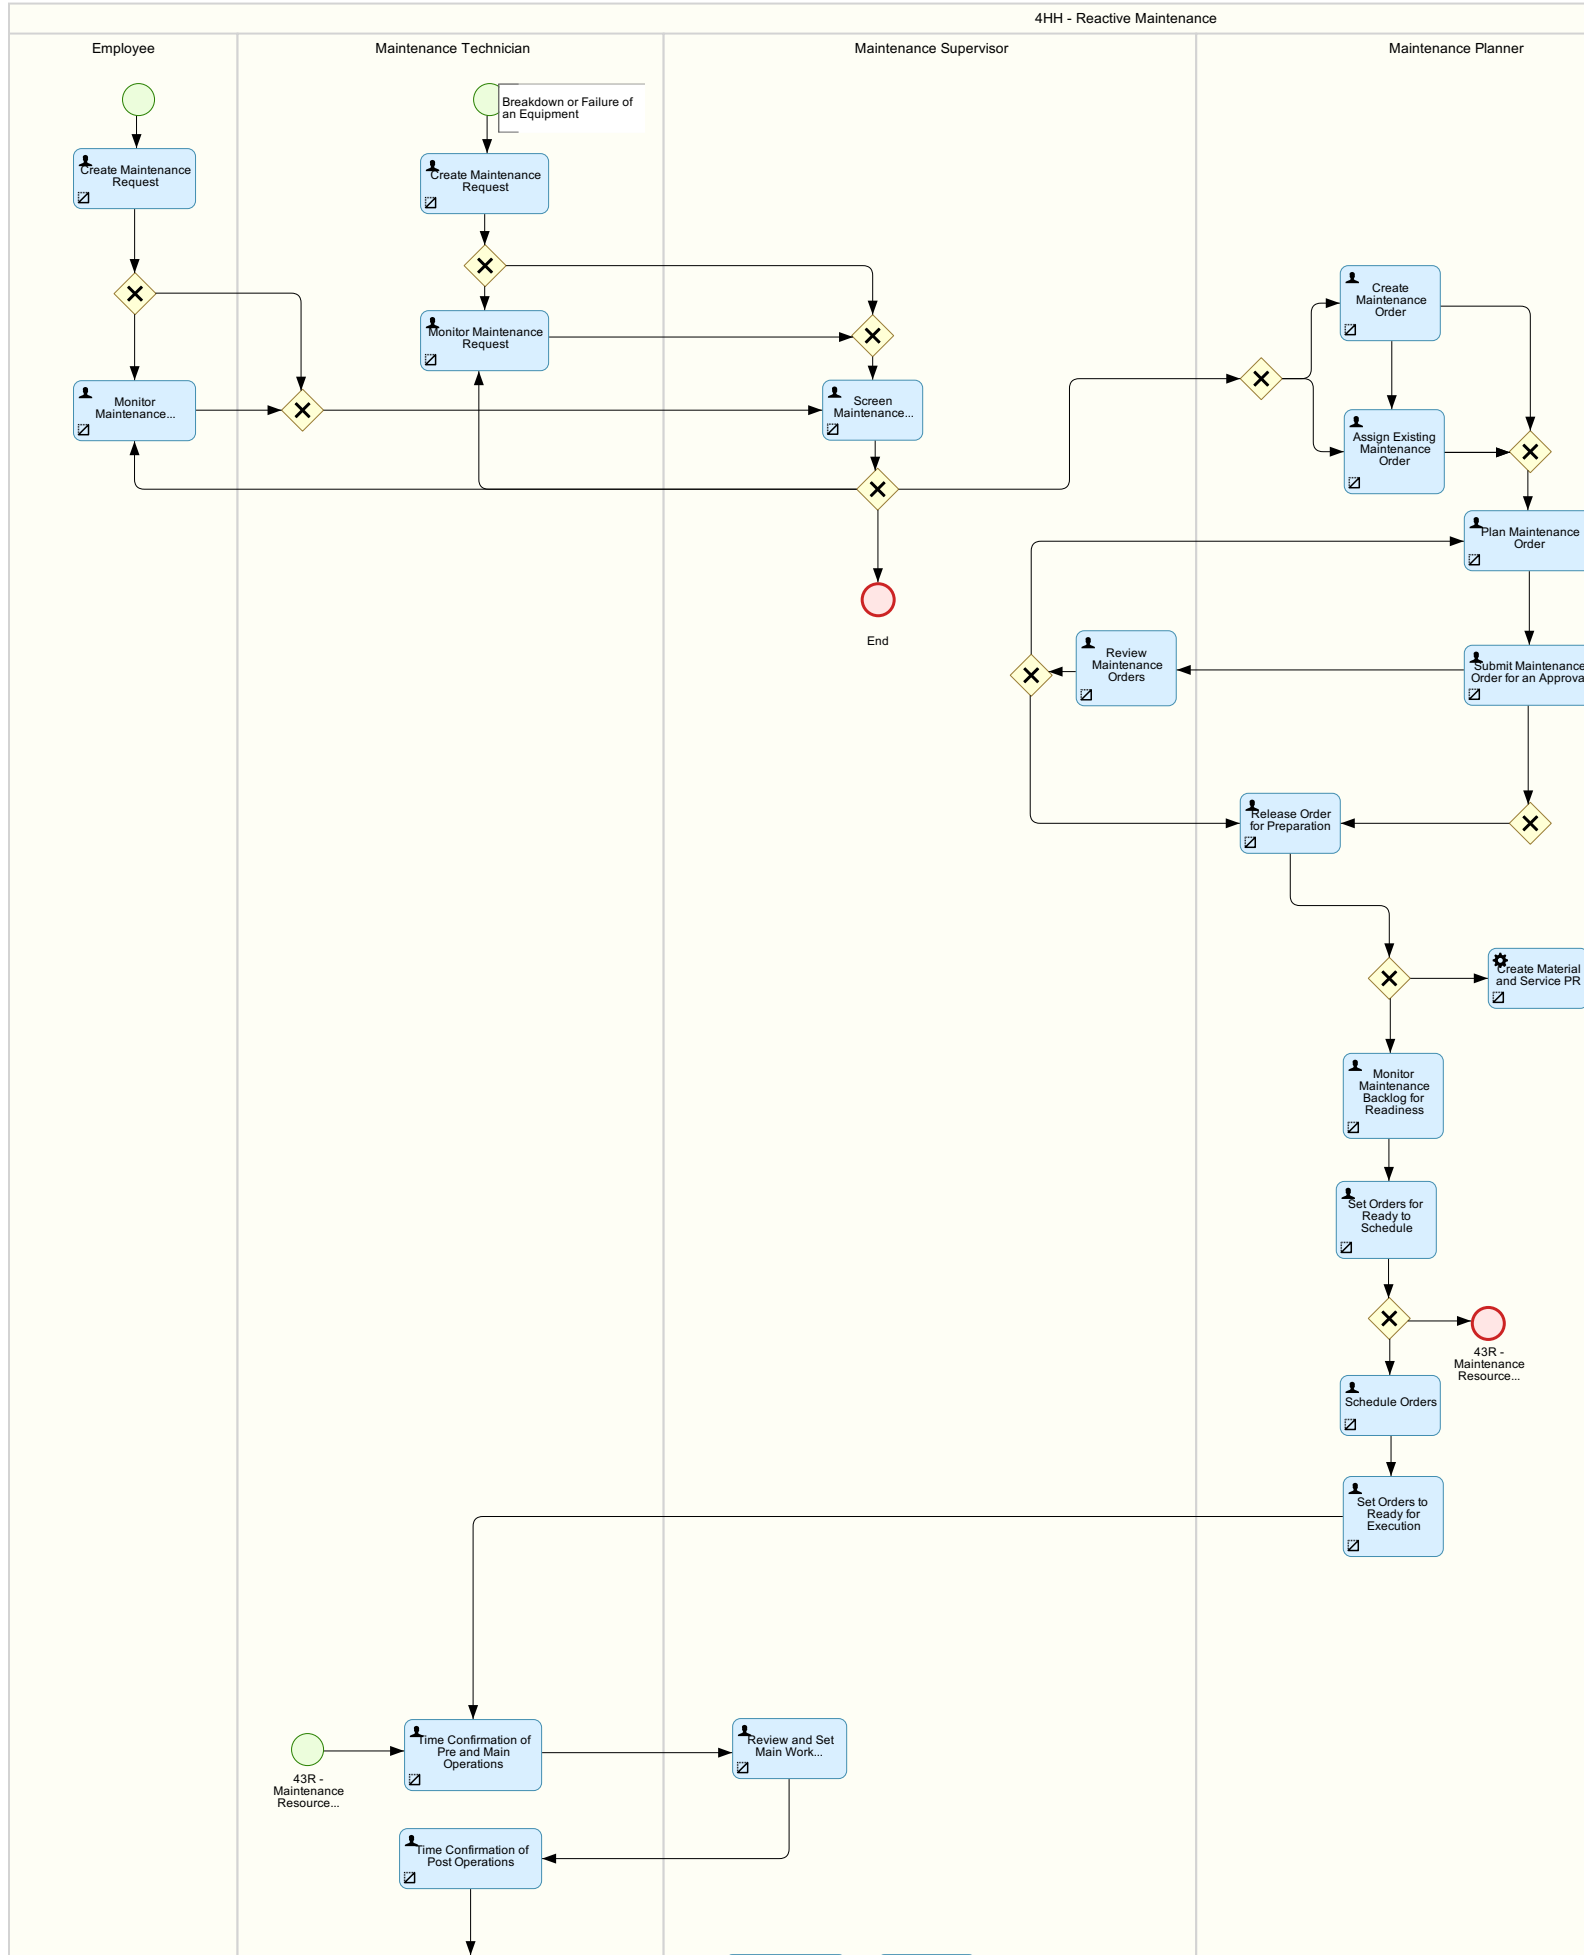 4HH - Reactive Maintenance
Employee
Maintenance Technician
Maintenance Supervisor
Maintenance Planner
Breakdown or Failure of
an Equipment
Create Maintenance
Request
Create Maintenance
Request
Monitor Maintenance
Request
Create
Maintenance
Order
Monitor
Maintenance...
Screen
Maintenance...
Assign Existing
Maintenance
Order
Plan Maintenance
Order
End
Review
Maintenance
Orders
Submit Maintenance
Order for an Approva
Release Order
for Preparation
Create Material
and Service PR
Monitor
Maintenance
Backlog for
Readiness
Set Orders for
Ready to
Schedule
43R -
Maintenance
Resource...
Schedule Orders
Set Orders to
Ready for
Execution
Time Confirmation of
Pre and Main
Operations
Review and Set
Main Work...
43R -
Maintenance
Resource...
Time Confirmation of
Post Operations